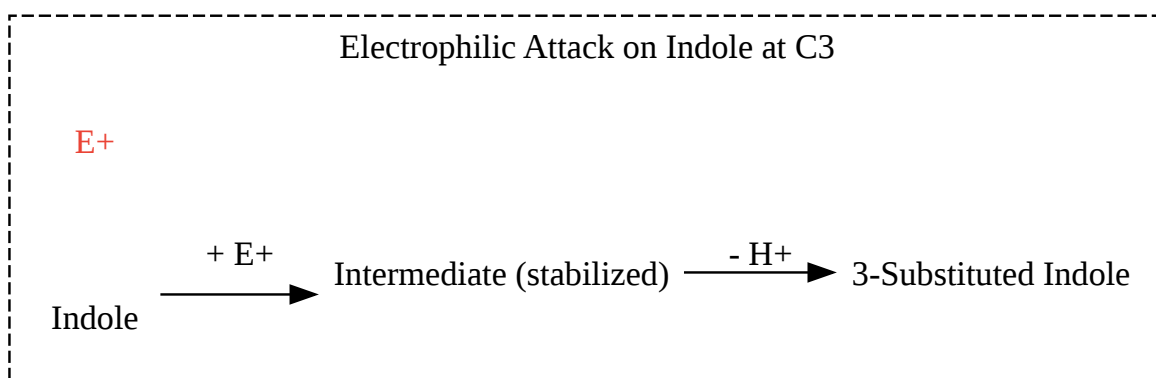 Electrophilic Attack on Indole at C3
E+
+ E+
- H+
Intermediate (stabilized)
3-Substituted Indole
Indole